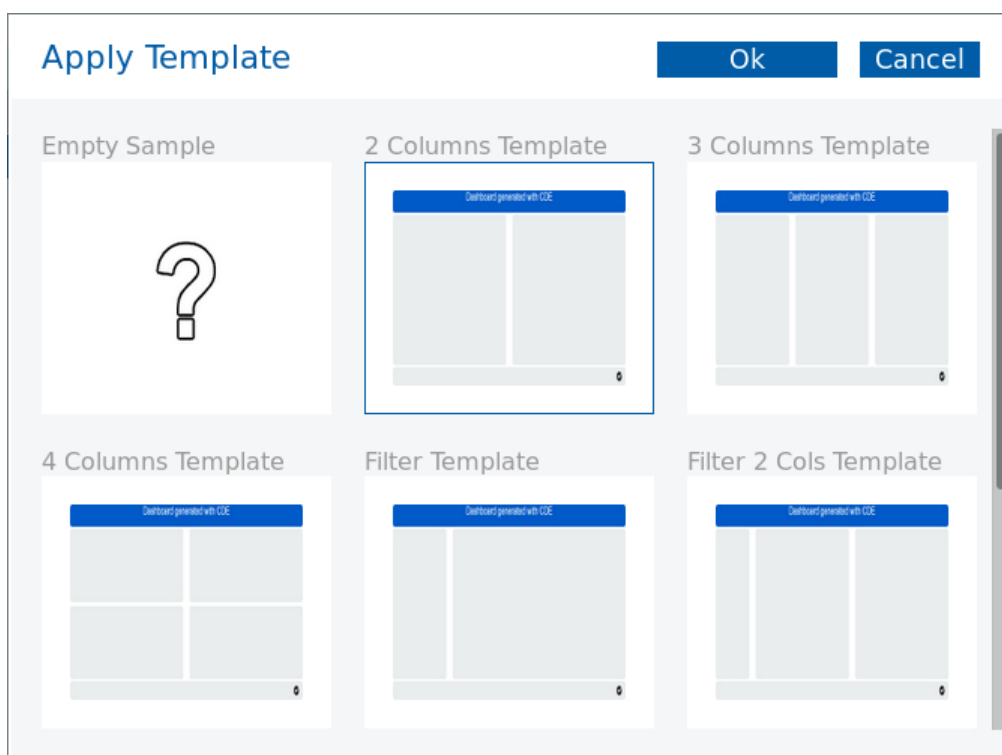 Apply Template
Ok
Cancel
Empty Sample
2 Columns Template
3 Columns Template
?
Dashboard generated with CDE
Dashboard generated with CDE
4 Columns Template
Filter Template
Filter 2 Cols Template
Dashboard generated with CDE
Dashboard generated with CDE
Dashboard generated with CDE